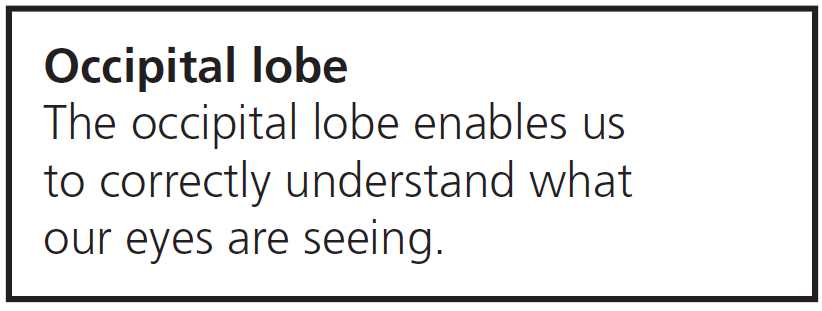 Occipital lobe
The occipital lobe enables us
to correctly understand what
our eyes are seeing.